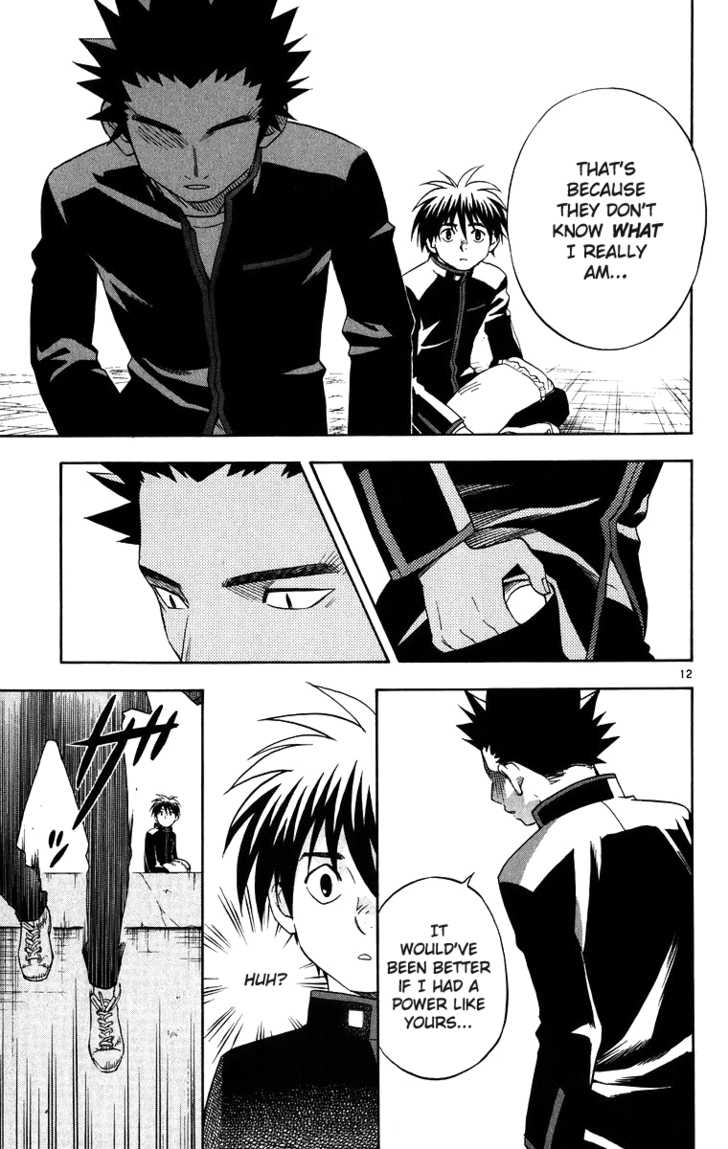 THAT'S
BECAUSE
THEY DON'T
KNOW WHAT
I REALLY
AM...
12
IT
WOULD'VE
BEEN BETTER
IF I HAD A
POWER LIKE
YOURS...
HUH?